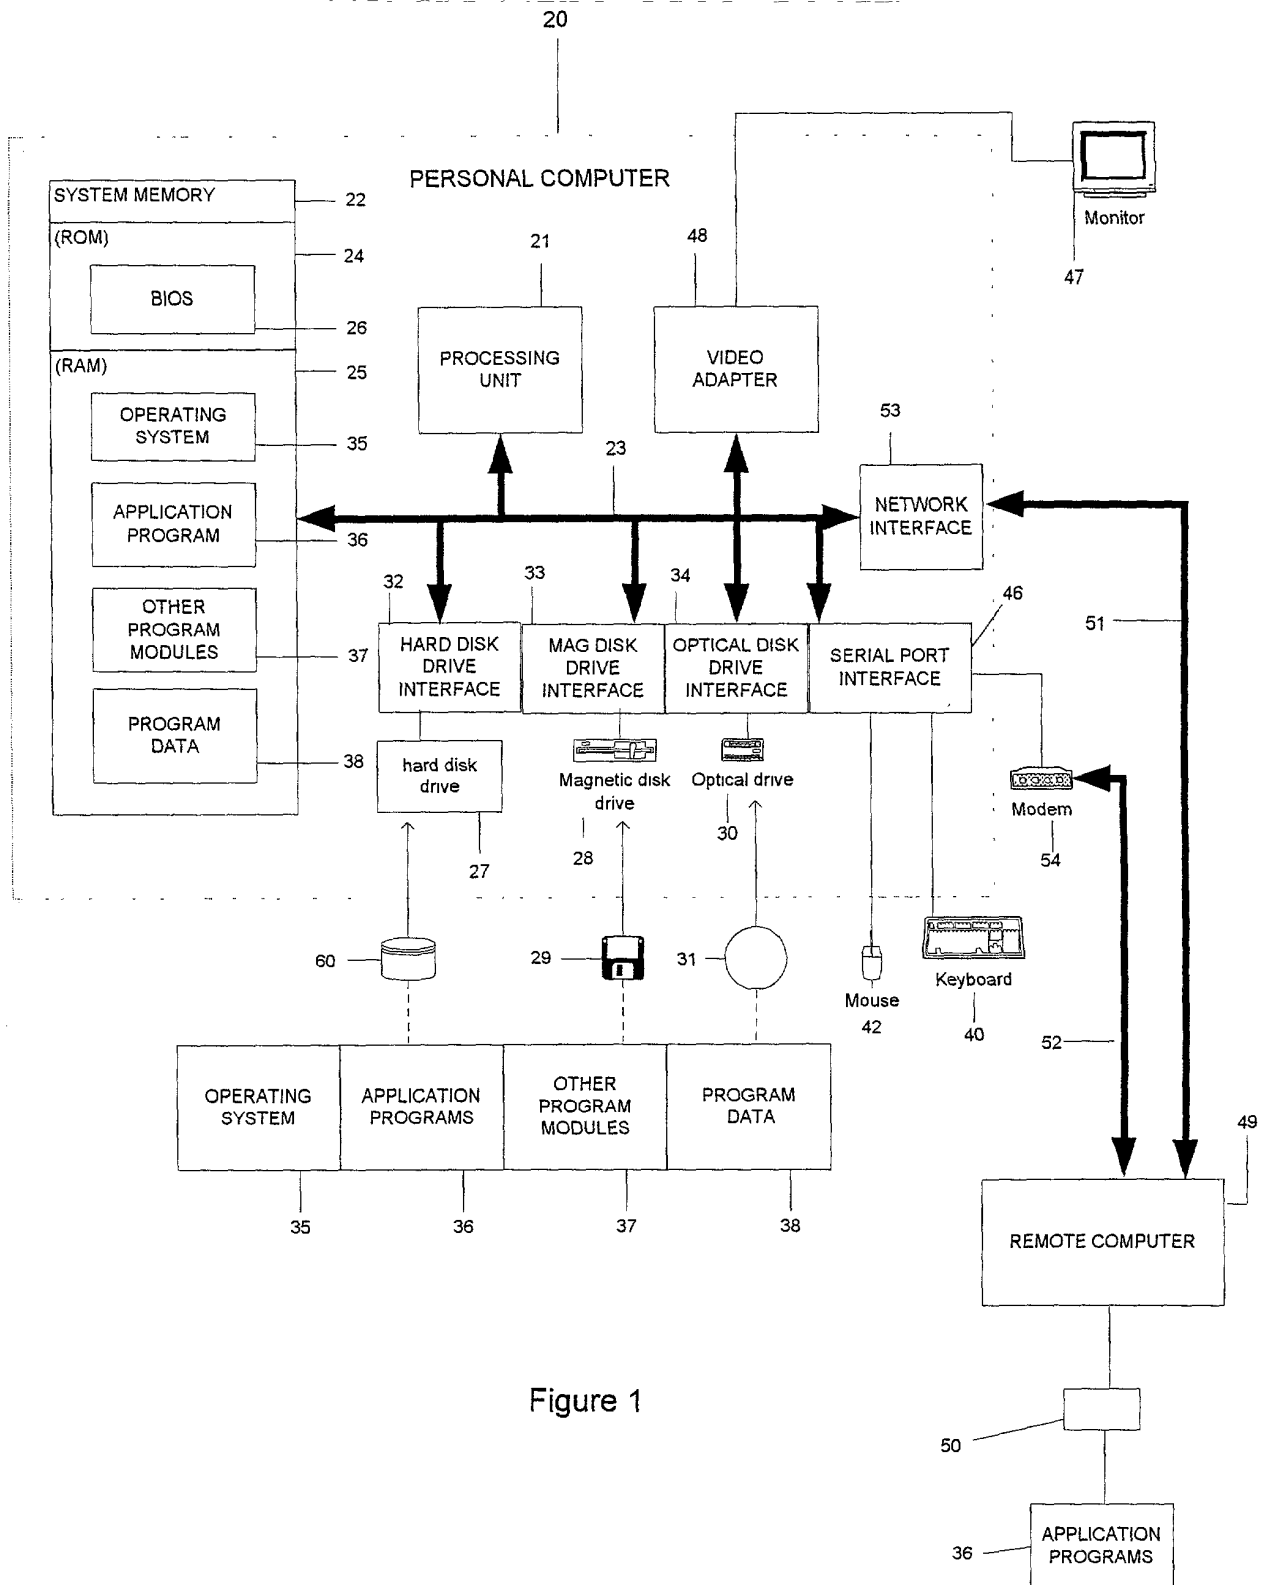 20
PERSONAL COMPUTER
SYSTEM MEMORY
22
(ROM)
24
BIOS
26
(RAM)
25
OPERATING
SYSTEM
35
APPLICATION
PROGRAM
36
OTHER
PROGRAM
MODULES
37
PROGRAM
DATA
38
21
PROCESSING
UNIT
48
VIDEO
ADAPTER
Monitor
47
23
53
NETWORK
INTERFACE
32
HARD DISK
DRIVE
INTERFACE
33
MAG DISK
DRIVE
INTERFACE
34
OPTICAL DISK
DRIVE
INTERFACE
46
SERIAL PORT
INTERFACE
51
hard disk
drive
27
Magnetic disk
drive
28
Optical drive
30
Modem
54
60
29
31
Mouse
42
Keyboard
40
52
OPERATING
SYSTEM
APPLICATION
PROGRAMS
OTHER
PROGRAM
MODULES
PROGRAM
DATA
35
36
37
38
49
REMOTE COMPUTER
50
36
APPLICATION
PROGRAMS
Figure 1